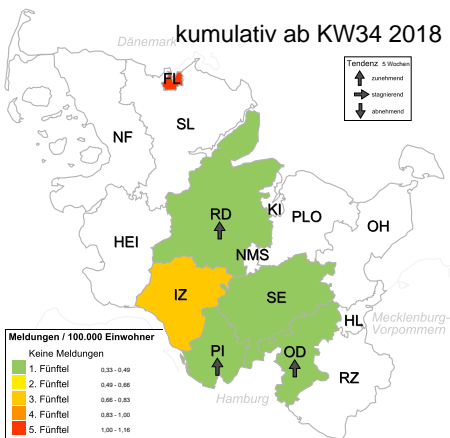 kumulativ ab KW34 2018
Dänemark
Tendenz 5 Wochen
zunehmend
stagnierend
abnehmend
FL
NF
SL
RD
KI
PLO
OH
HEI
NMS
IZ
SE
HL
Mecklenburg-
Vorpommern
PI
OD
RZ
Hamburg
Meldungen / 100.000 Einwohner
Keine Meldungen
1. Fünftel 0,33 - 0,49
2. Fünftel 0,49 - 0,66
3. Fünftel 0,66 - 0,83
4. Fünftel 0,83 - 1,00
5. Fünftel 1,00 - 1,16